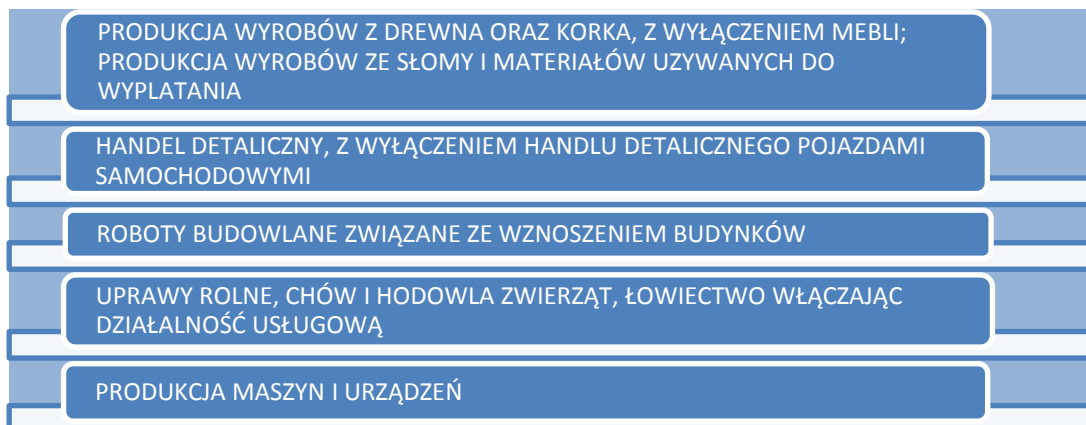 PRODUKCJA WYROBÓW Z DREWNA ORAZ KORKA, Z WYŁĄCZENIEM MEBLI;
PRODUKCJA WYROBÓW ZE SŁOMY I MATERIAŁÓW UZYWANYCH DO
WYPLATANIA
HANDEL DETALICZNY, Z WYŁĄCZENIEM HANDLU DETALICZNEGO POJAZDAMI
SAMOCHODOWYMI
ROBOTY BUDOWLANE ZWIĄZANE ZE WZNOSZENIEM BUDYNKÓW
UPRAWY ROLNE, CHÓW I HODOWLA ZWIERZĄT, ŁOWIECTWO WŁĄCZAJĄC
DZIAŁALNOŚĆ USŁUGOWĄ
PRODUKCJA MASZYN I URZĄDZEŃ